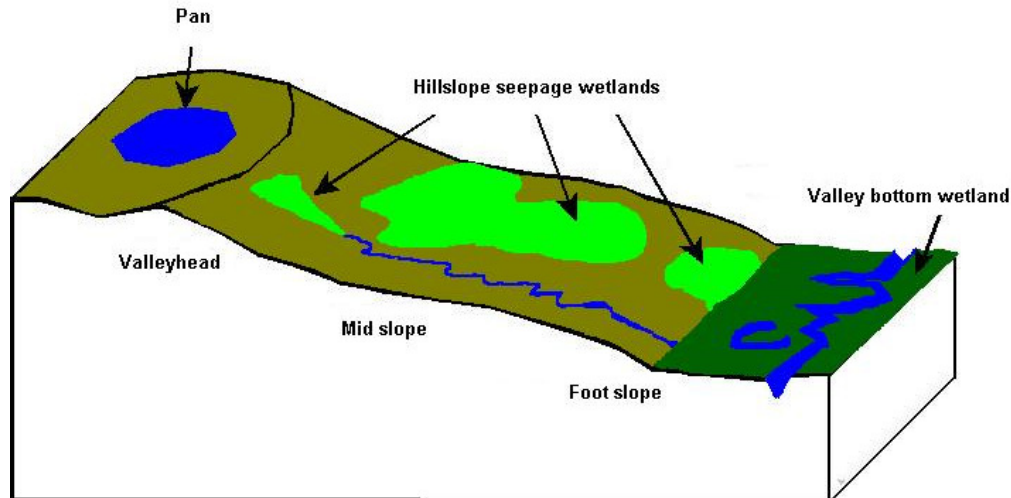 Pan
Hillslope seepage wetlands
Valley bottom wetland
Valleyhead
Mid slope
Foot slope